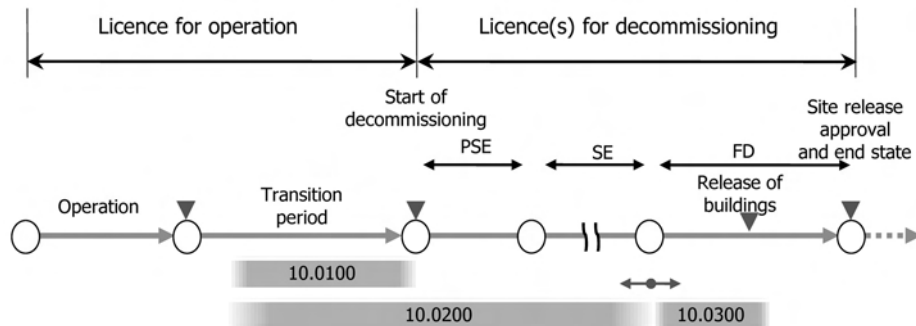 Licence for operation
Licence(s) for decommissioning
Start of
decommissioning
Site release
approval
and end state
PSE
SE
FD
Release of
buildings
Operation
Transition
period
10.0100
10.0200
10.0300